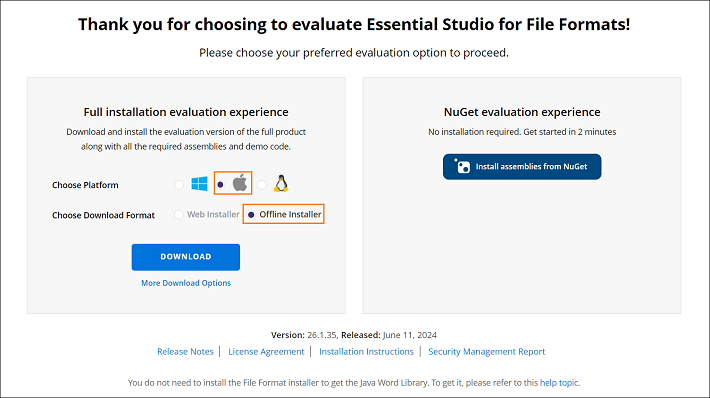 Thank you for choosing to evaluate Essential Studio for File Formats!
Please choose your preferred evaluation option to proceed.
Full installation evaluation experience
Download and install the evaluation version of the full product
along with all the required assemblies and demo code.
Choose Platform
Choose Download Format Web Installer Offline Installer
DOWNLOAD
More Download Options
NuGet evaluation experience
No installation required. Get started in 2 minutes
Install assemblies from NuGet
Version: 26.1.35, Released: June 11, 2024
Release Notes | License Agreement | Installation Instructions | Security Management Report
You do not need to install the File Format installer to get the Java Word Library. To get it, please refer to this help topic.